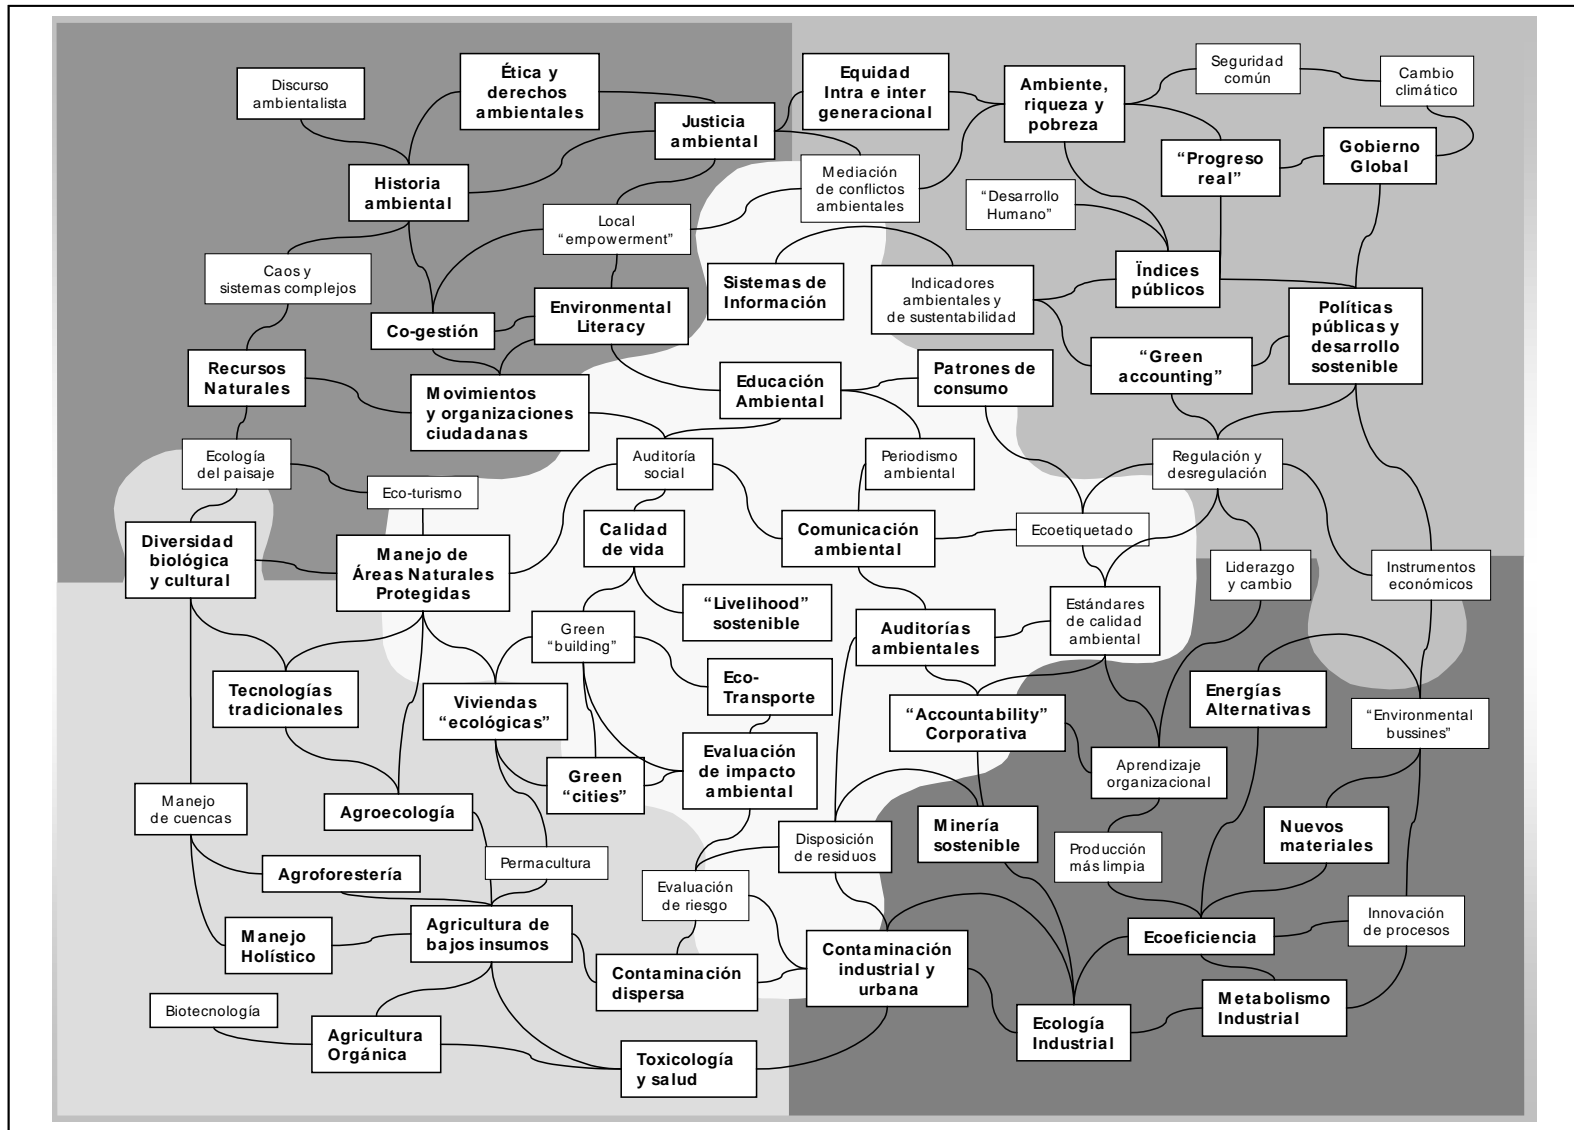 Discurso
ambientalista
Ética y
derechos
ambientales
Justicia
ambiental
Equidad
Intra e inter
generacional
Ambiente,
riqueza y
pobreza
Seguridad
común
Cambio
climático
Historia
ambiental
Mediación
de conflictos
ambientales
“Progreso
real”
Gobierno
Global
“Desarrollo
Humano”
Local
“empowerment”
Caos y
sistemas complejos
Sistemas de
Información
Indicadores
ambientales y
de sustentabilidad
Ïndices
públicos
Co-gestión
Environmental
Literacy
Políticas
públicas y
desarrollo
sostenible
Recursos
Naturales
Movimientos
y organizaciones
ciudadanas
Educación
Ambiental
Patrones de
consumo
“Green
accounting”
Ecología
del paisaje
Eco-turismo
Auditoría
social
Periodismo
ambiental
Regulación y
desregulación
Diversidad
biológica
y cultural
Manejo de
Áreas Naturales
Protegidas
Calidad
de vida
Comunicación
ambiental
Ecoetiquetado
Liderazgo
y cambio
Instrumentos
económicos
“Livelihood”
sostenible
Green
“building”
Auditorías
ambientales
Estándares
de calidad
ambiental
Tecnologías
tradicionales
Viviendas
“ecológicas”
Eco-
Transporte
“Accountability”
Corporativa
Energías
Alternativas
“Environmental
bussines”
Green
“cities”
Evaluación
de impacto
ambiental
Aprendizaje
organizacional
Manejo
de cuencas
Agroecología
Disposición
de residuos
Minería
sostenible
Producción
más limpia
Nuevos
materiales
Agroforestería
Permacultura
Evaluación
de riesgo
Manejo
Holístico
Agricultura de
bajos insumos
Contaminación
dispersa
Contaminación
industrial y
urbana
Ecoeficiencia
Innovación
de procesos
Biotecnología
Agricultura
Orgánica
Toxicología
y salud
Ecología
Industrial
Metabolismo
Industrial